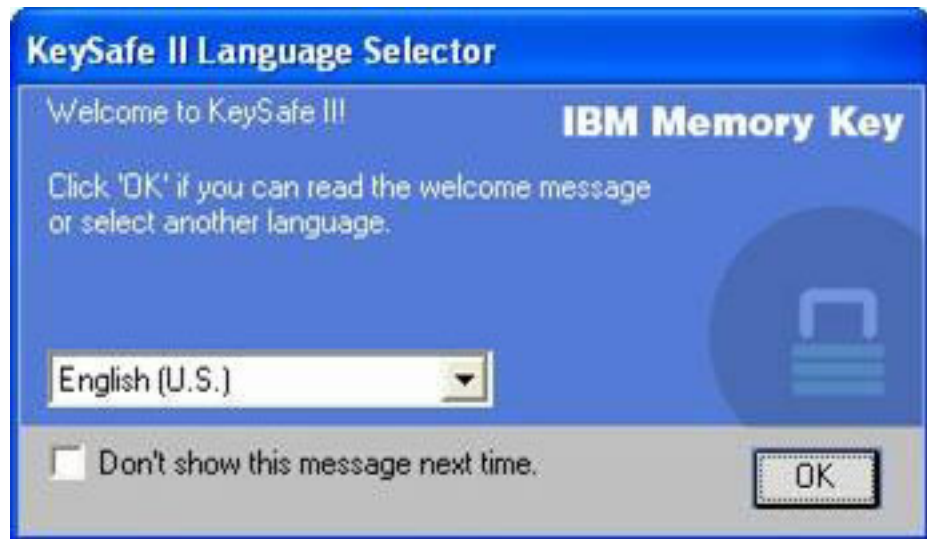 KeySafe II Language Selector
Welcome to KeySafe II!
IBM Memory Key
Click 'OK' if you can read the welcome message
or select another language.
English (U.S.)
Don't show this message next time.
OK